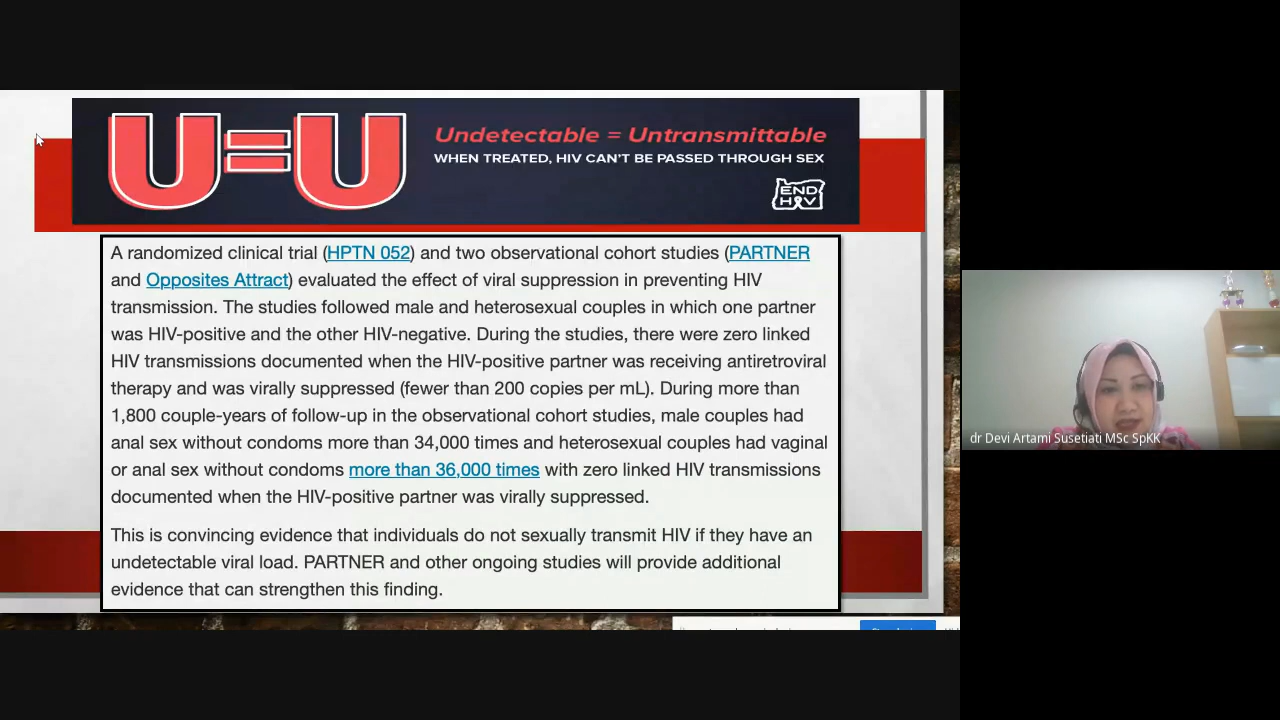 U=U
Undetectable = Untransmittable
WHEN TREATED, HIV CAN'T BE PASSED THROUGH SEX
END
HIV
A randomized clinical trial (HPTN 052) and two observational cohort studies (PARTNER
and Opposites Attract) evaluated the effect of viral suppression in preventing HIV
transmission. The studies followed male and heterosexual couples in which one partner
was HIV-positive and the other HIV-negative. During the studies, there were zero linked
HIV transmissions documented when the HIV-positive partner was receiving antiretroviral
therapy and was virally suppressed (fewer than 200 copies per mL). During more than
1,800 couple-years of follow-up in the observational cohort studies, male couples had
anal sex without condoms more than 34,000 times and heterosexual couples had vaginal
or anal sex without condoms more than 36,000 times with zero linked HIV transmissions
documented when the HIV-positive partner was virally suppressed.
This is convincing evidence that individuals do not sexually transmit HIV if they have an
undetectable viral load. PARTNER and other ongoing studies will provide additional
evidence that can strengthen this finding.
dr Devi Artami Susetiati MSc SpKK